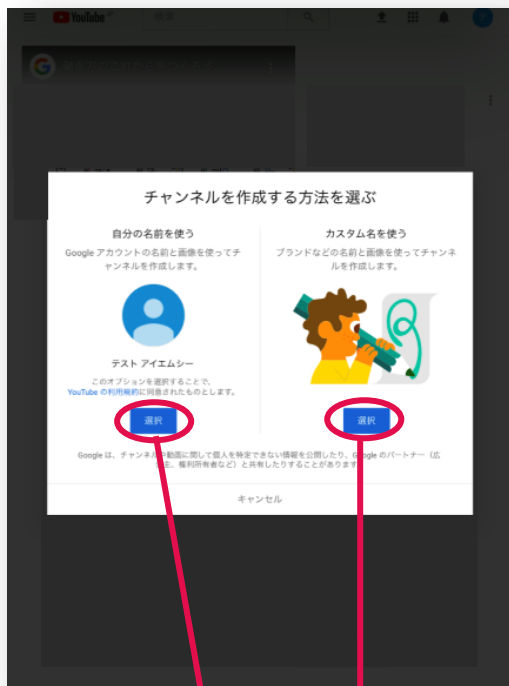 YouTube JP
検索
チャンネルを作成する方法を選ぶ
自分の名前を使う
Google アカウントの名前と画像を使ってチ
ャンネルを作成します。
テスト アイエムシー
このオプションを選択することで、
YouTube の利用規約に同意されたものとします。
選択
カスタム名を使う
ブランドなどの名前と画像を使ってチャンネ
ルを作成します。
選択
Google は、チャンネルや動画に関して個人を特定できない情報を公開したり、Google のパートナー（広
告主、権利所有者など）と共有したりすることがあります
キャンセル